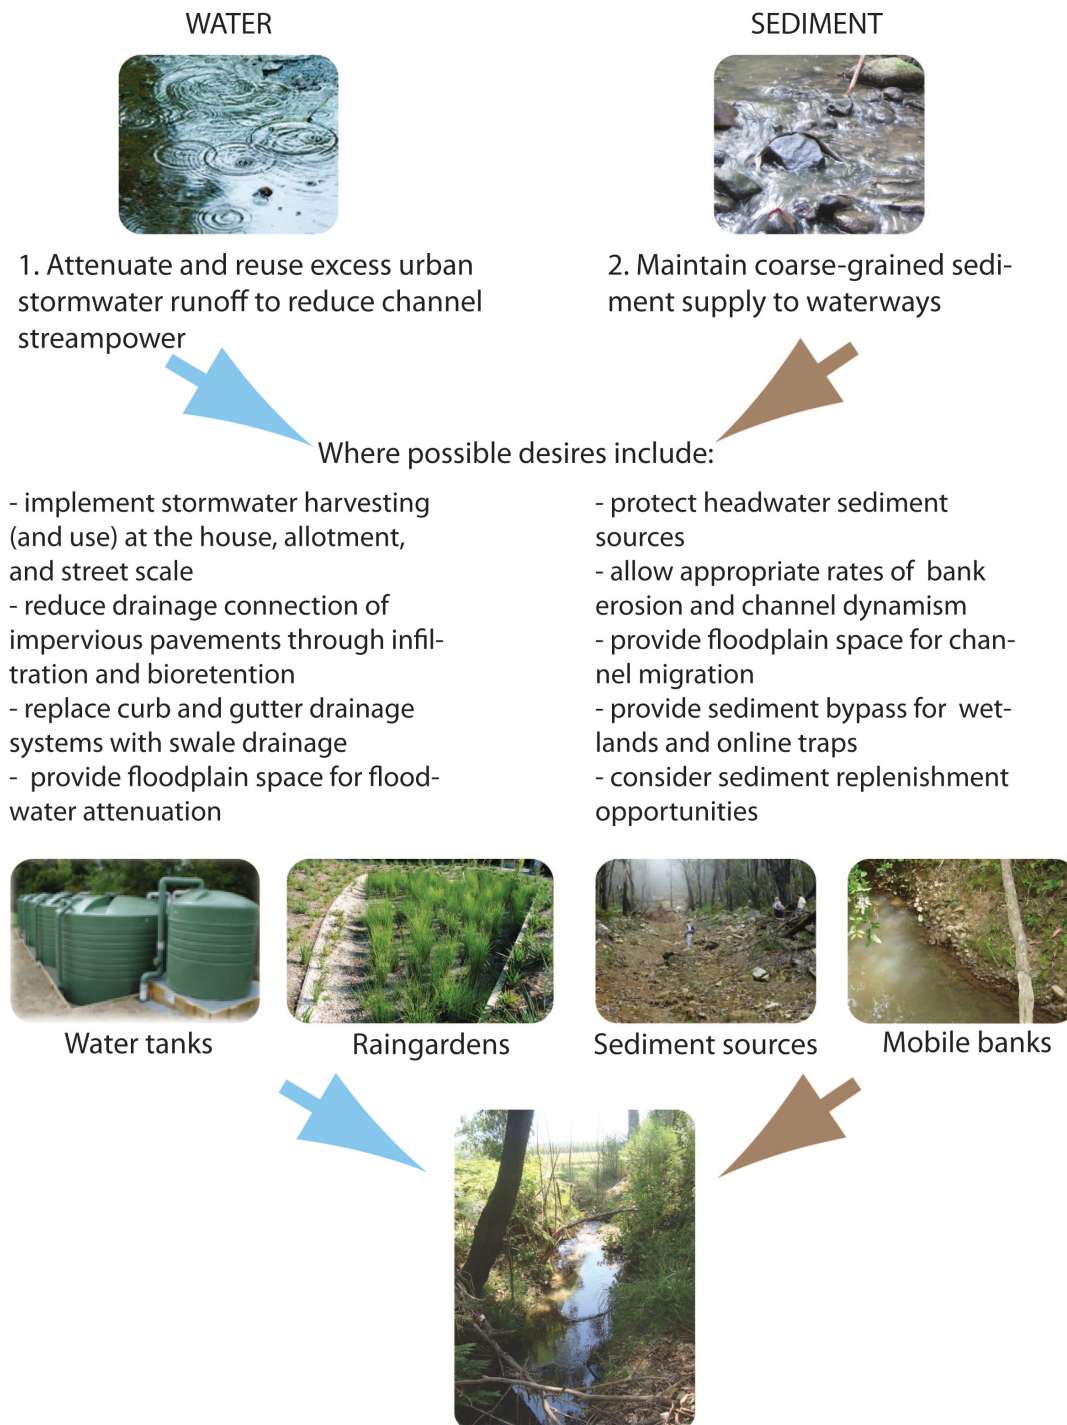 WATER
SEDIMENT
1. Attenuate and reuse excess urban
stormwater runoff to reduce channel
streampower
2. Maintain coarse-grained sedi-
ment supply to waterways
Where possible desires include:
- implement stormwater harvesting
(and use) at the house, allotment,
and street scale
- reduce drainage connection of
impervious pavements through infil-
tration and bioretention
- replace curb and gutter drainage
systems with swale drainage
-  provide floodplain space for flood-
water attenuation
- protect headwater sediment
sources
- allow appropriate rates of  bank
erosion and channel dynamism
- provide floodplain space for chan-
nel migration
- provide sediment bypass for  wet-
lands and online traps
- consider sediment replenishment
opportunities
Water tanks
Raingardens
Sediment sources
Mobile banks